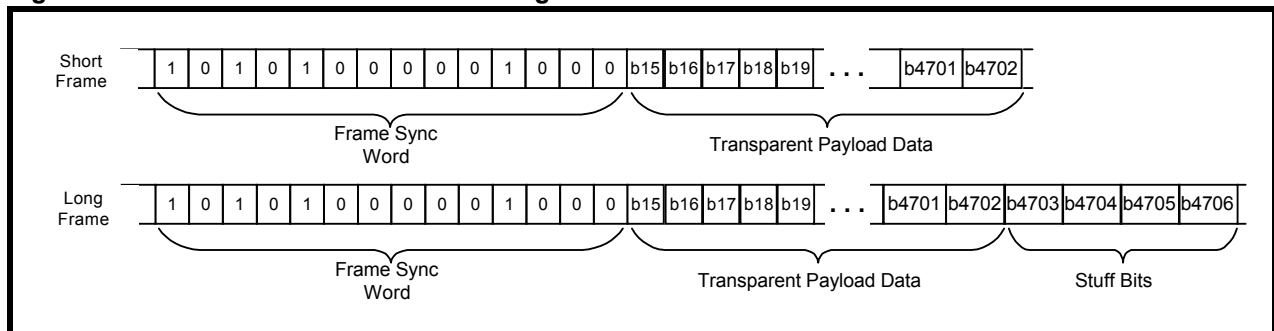 Short
Frame
1 0 1 0 1 0 0 0 0 0 1 0 0 0 b15 b16 b17 b18 b19 . . . b4701 b4702
Frame Sync
Word
Transparent Payload Data
Long
Frame
1 0 1 0 1 0 0 0 0 0 1 0 0 0 b15 b16 b17 b18 b19 . . . b4701 b4702 b4703 b4704 b4705 b4706
Frame Sync
Word
Transparent Payload Data
Stuff Bits